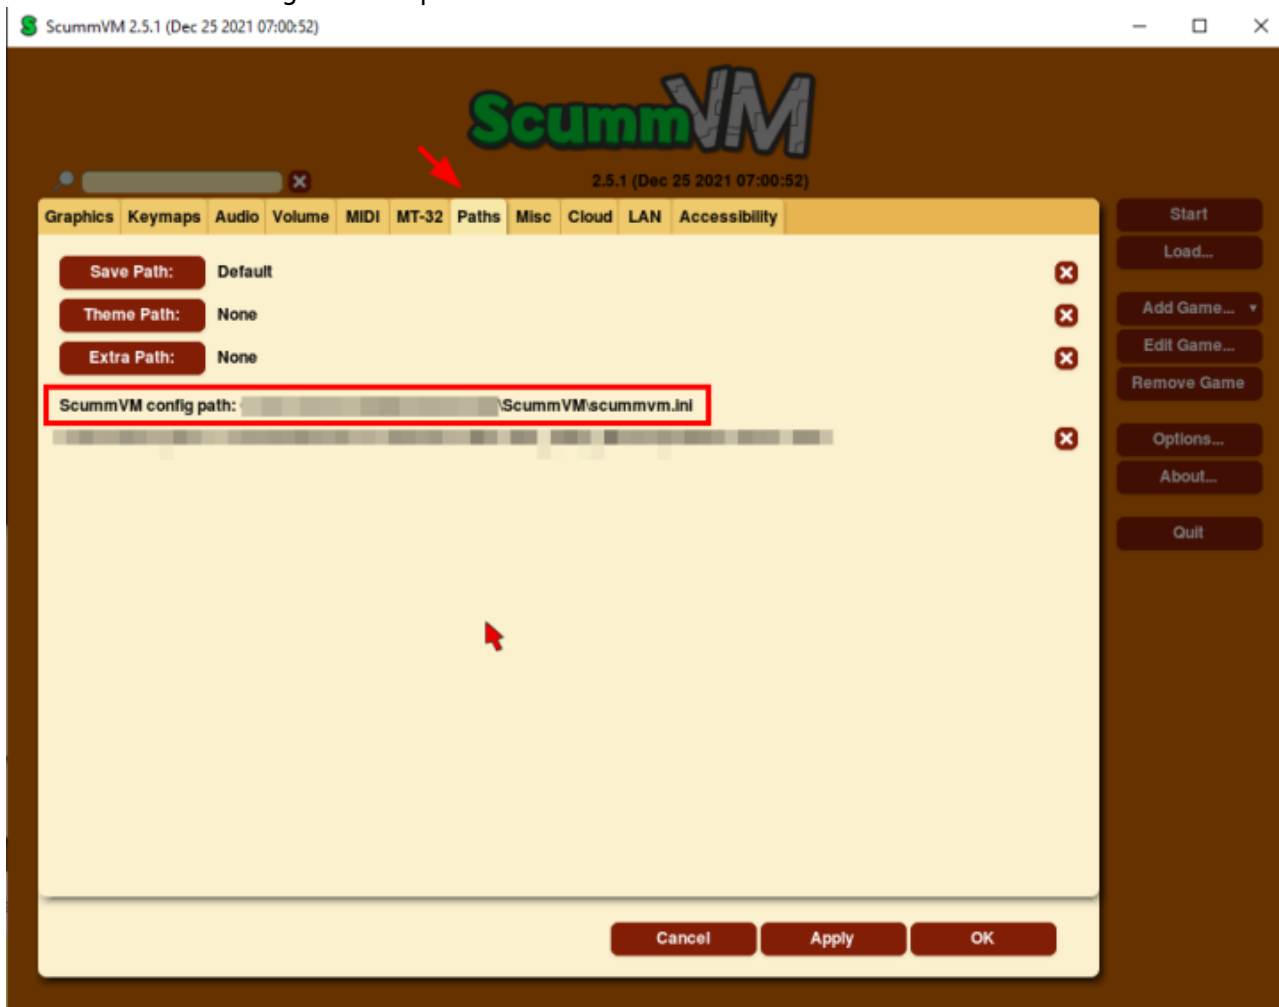 ScummVM 2.5.1 (Dec 25 2021 07:00:52)
ScummVM
2.5.1 (Dec 25 2021 07:00:52)
Graphics Keymaps Audio Volume MIDI MT-32 Paths Misc Cloud LAN Accessibility
Save Path: Default
Theme Path: None
Extra Path: None
ScummVM config path: \ScummVM\scummvm.ini
Cancel Apply OK
Start
Load...
Add Game...
Edit Game...
Remove Game
Options...
About...
Quit